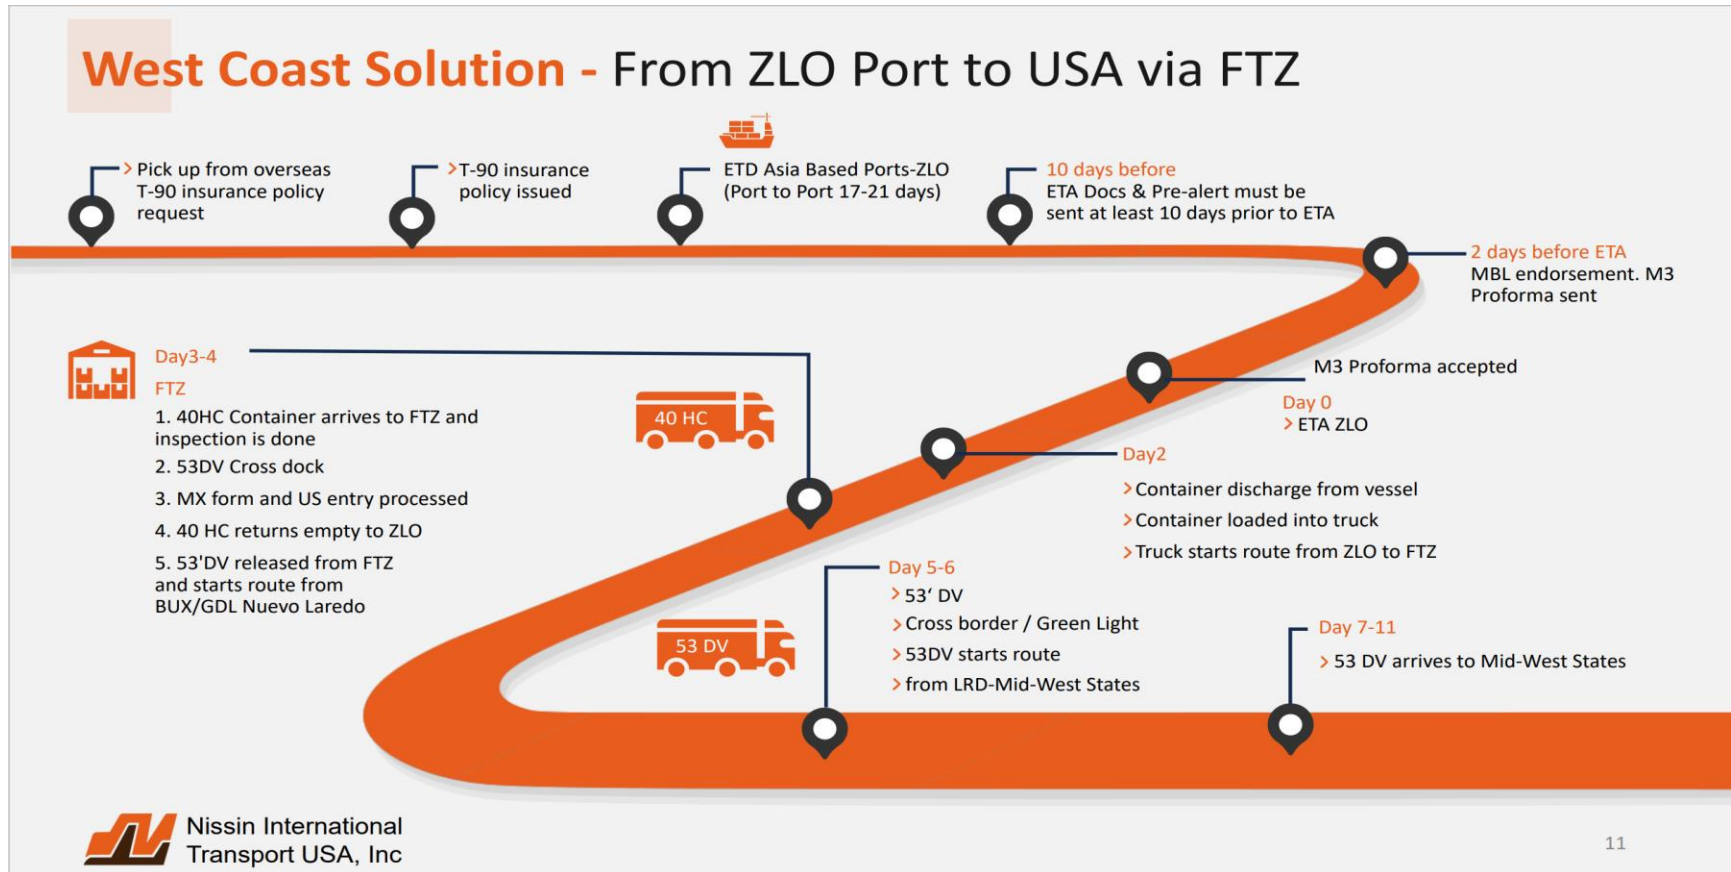 West Coast Solution - From ZLO Port to USA via FTZ
> Pick up from overseas
T-90 insurance policy
request
>T-90 insurance
policy issued
ETD Asia Based Ports-ZLO
(Port to Port 17-21 days)
10 days before
ETA Docs & Pre-alert must be
sent at least 10 days prior to ETA
2 days before ETA
MBL endorsement. M3
Proforma sent
M3 Proforma accepted
Day 0
> ETA ZLO
Day2
>Container discharge from vessel
>Container loaded into truck
>Truck starts route from ZLO to FTZ
40 HC
Day3-4
FTZ
1. 40HC Container arrives to FTZ and
inspection is done
2. 53DV Cross dock
3. MX form and US entry processed
4. 40 HC returns empty to ZLO
5. 53'DV released from FTZ
and starts route from
BUX/GDL Nuevo Laredo
53 DV
Day 5-6
> 53‘ DV
> Cross border / Green Light
> 53DV starts route
> from LRD-Mid-West States
Day 7-11
> 53 DV arrives to Mid-West States
Nissin International
Transport USA, Inc
11